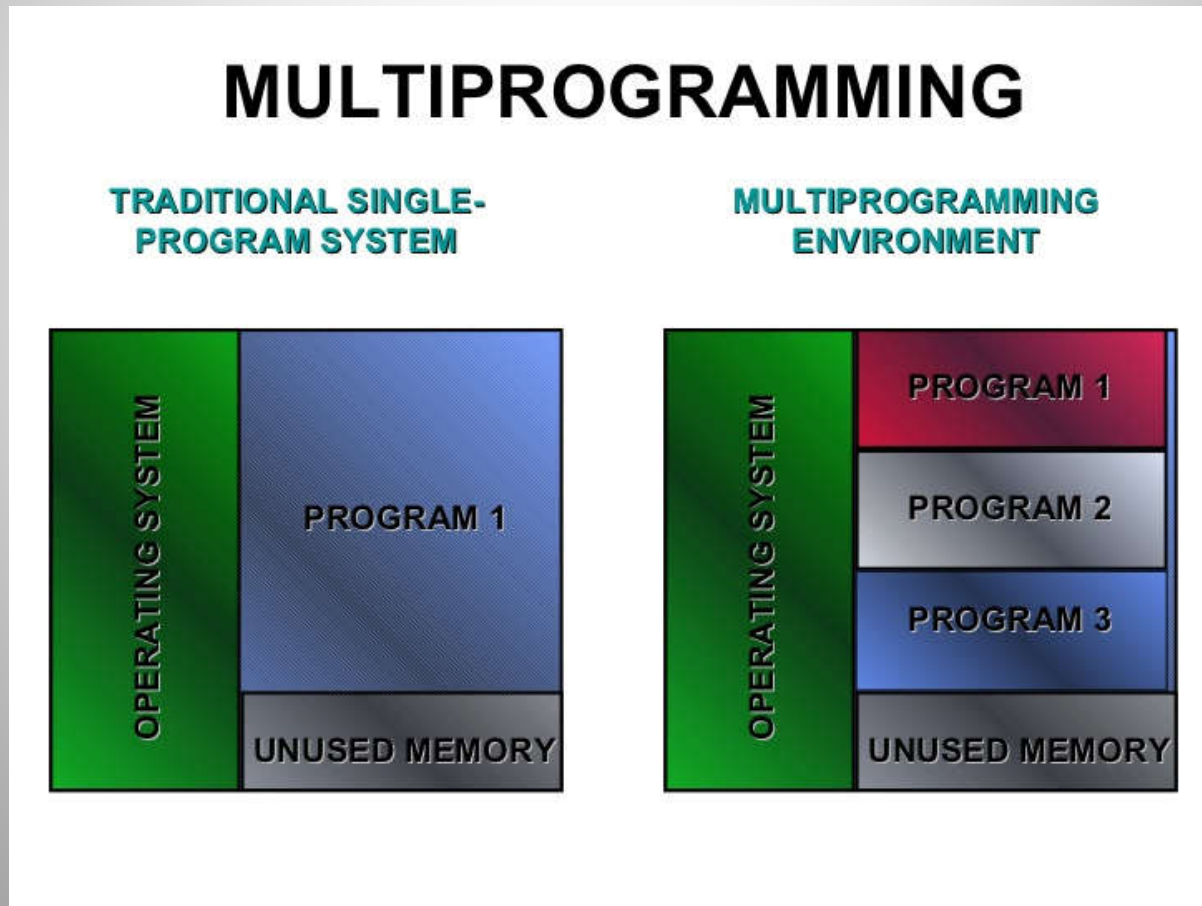 MULTIPROGRAMMING
TRADITIONAL SINGLE-
PROGRAM SYSTEM
OPERATING SYSTEM
PROGRAM 1
UNUSED MEMORY
MULTIPROGRAMMING
ENVIRONMENT
OPERATING SYSTEM
PROGRAM 1
PROGRAM 2
PROGRAM 3
UNUSED MEMORY